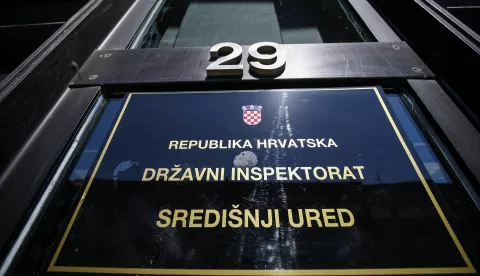 29
REPUBLIKA HRVATSKA
DRŽAVNI INSPEKTORAT
SREDIŠNJI URED